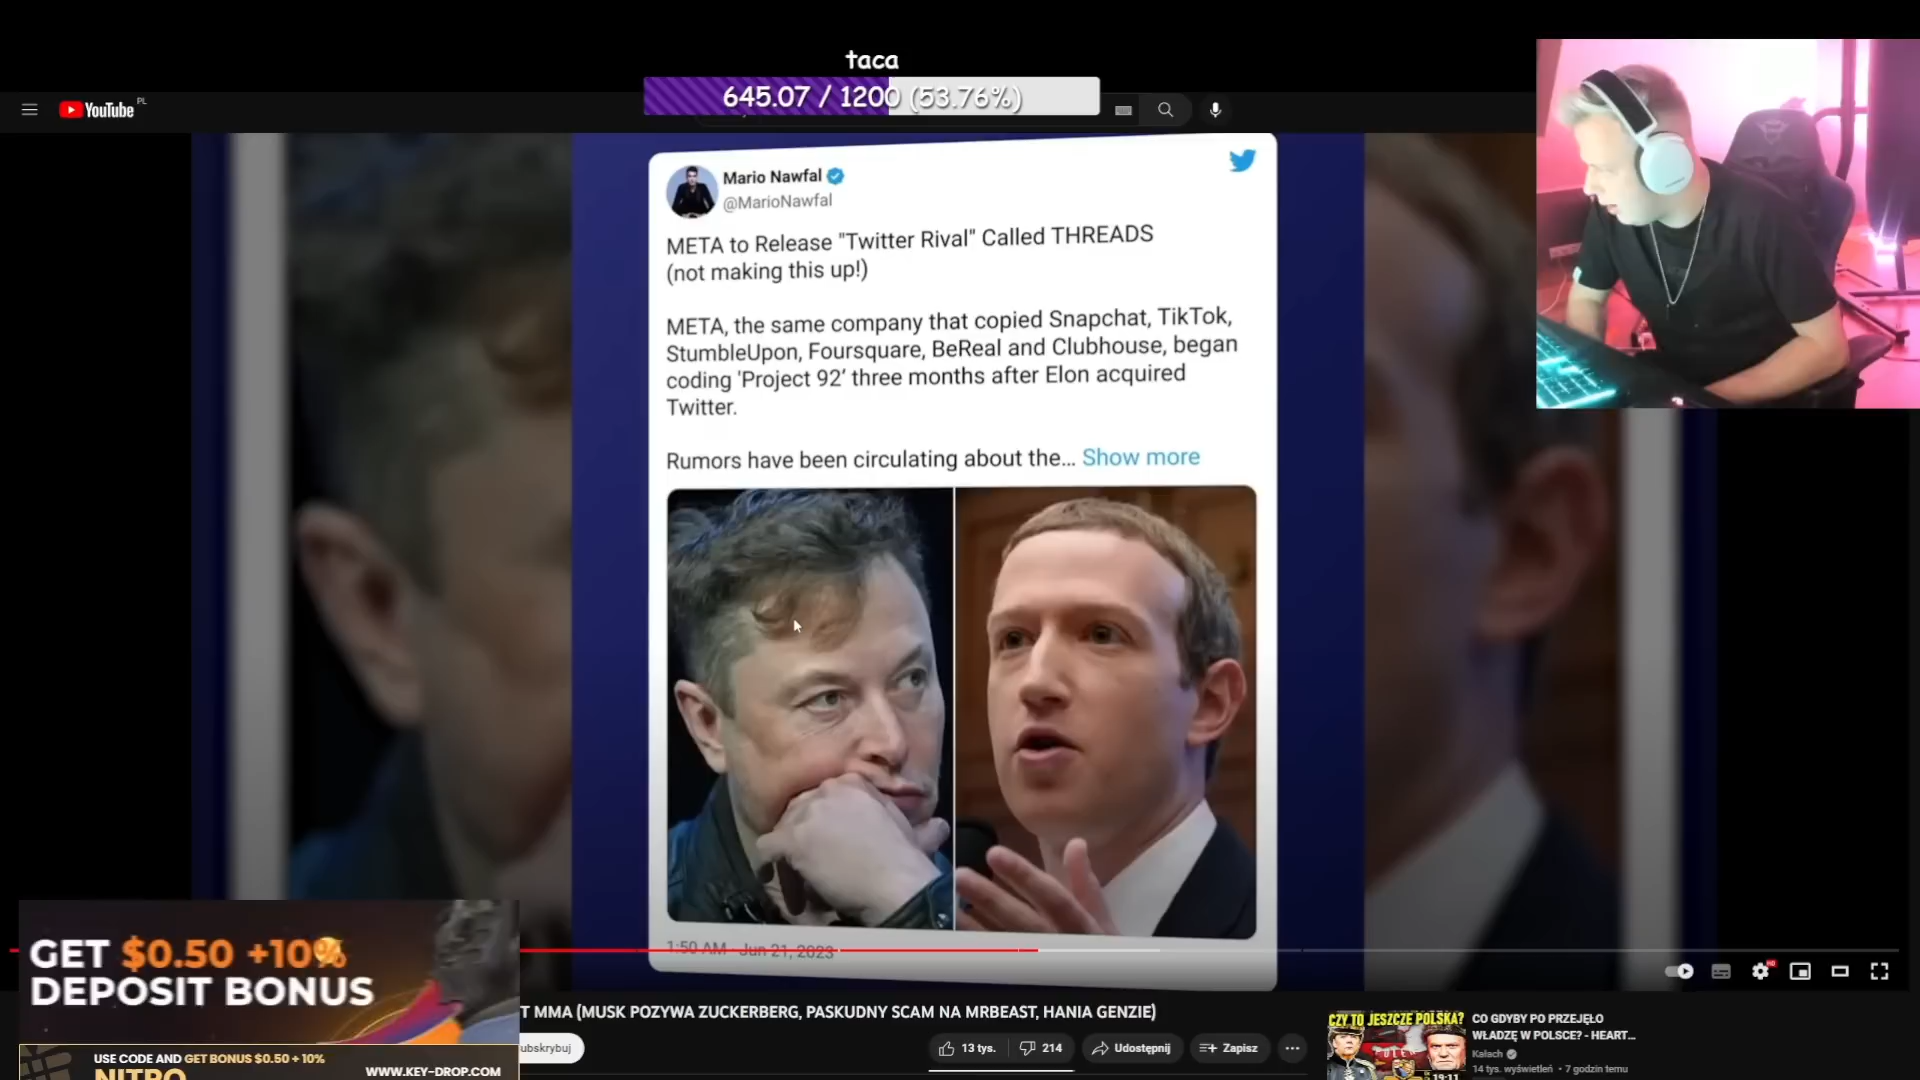 taca
645.07 / 1200 (53.76%)
YouTube PL
Mario Nawfal
@MarioNawfal
META to Release "Twitter Rival" Called THREADS
(not making this up!)
META, the same company that copied Snapchat, TikTok,
StumbleUpon, Foursquare, BeReal and Clubhouse, began
coding 'Project 92' three months after Elon acquired
Twitter.
Rumors have been circulating about the... Show more
1:50 AM · Jun 21, 2023
GET $0.50 +10%
DEPOSIT BONUS
USE CODE AND GET BONUS $0.50 + 10%
NITRO
WWW.KEY-DROP.COM
T MMA (MUSK POZYWA ZUCKERBERG, PASKUDNY SCAM NA MRBEAST, HANIA GENZIE)
ubskrybuj
13 tys.
214
Udostępnij
Zapisz
CZY TO JESZCZE POLSKA?
19:11
CO GDYBY PO PRZEJĘŁO
WŁADZĘ W POLSCE? - HEART...
Kałach
14 tys. wyświetleń • 7 godzin temu